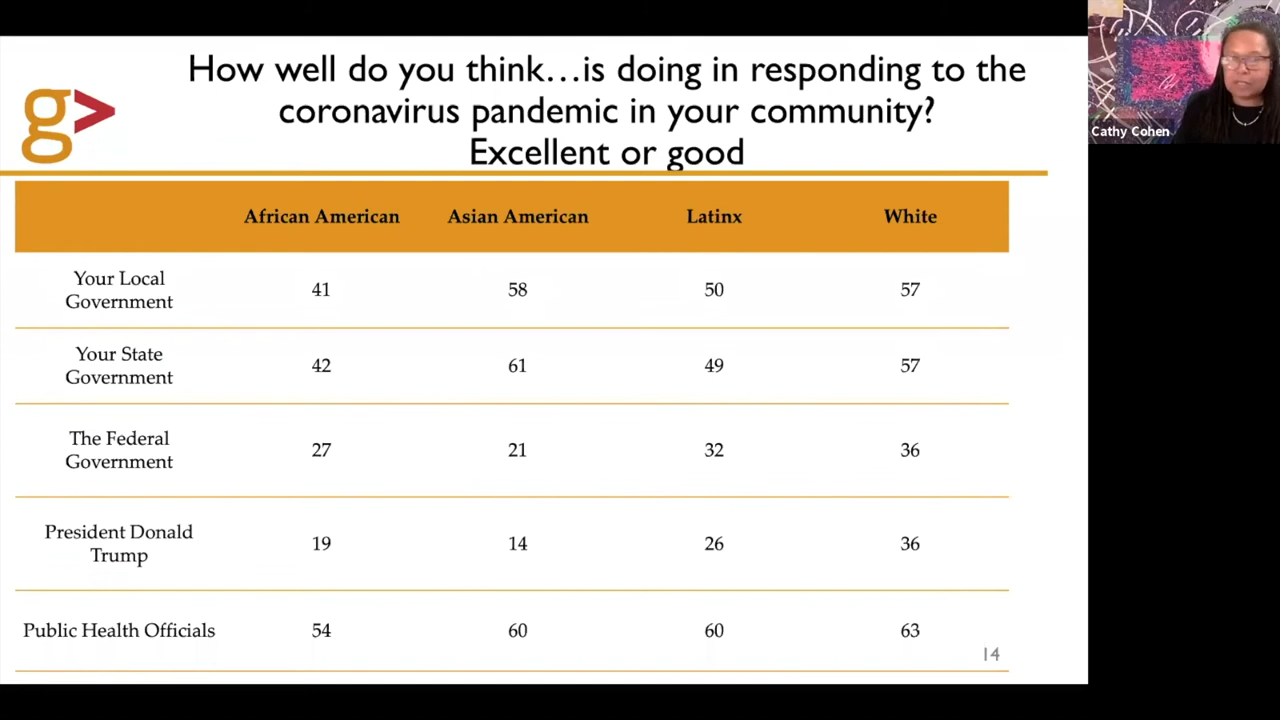 How well do you think...is doing in responding to the
coronavirus pandemic in your community?
Excellent or good
g>
Cathy Cohen
African American Asian American Latinx White
Your Local
Government
41 58 50 57
Your State
Government
42 61 49 57
The Federal
Government
27 21 32 36
President Donald
Trump
19 14 26 36
Public Health Officials 54 60 60 63
14